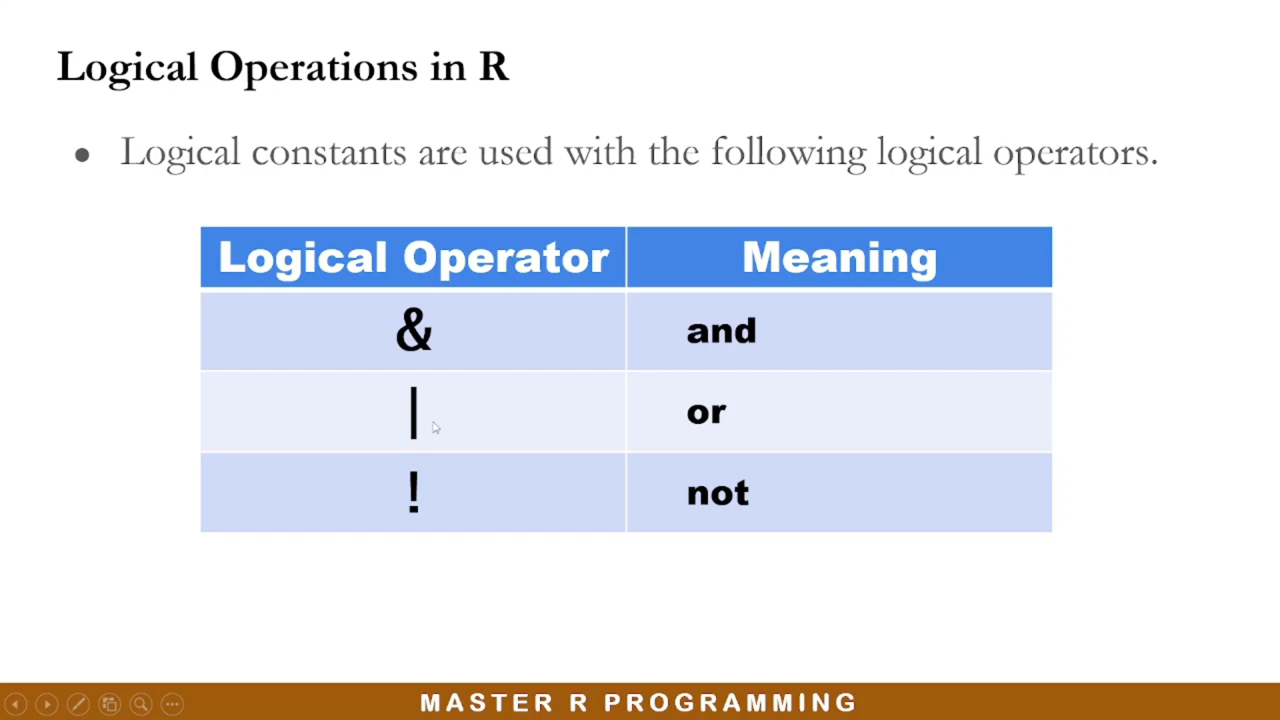 Logical Operations in R
● Logical constants are used with the following logical operators.
Logical Operator Meaning
& and
| or
! not
MASTER R PROGRAMMING